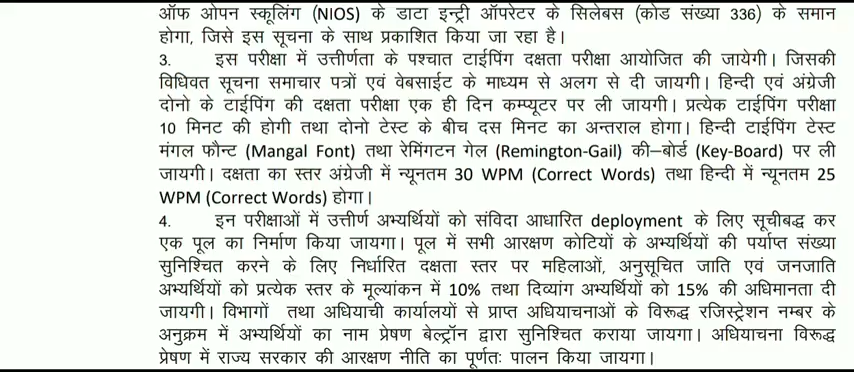 ऑफ ओपन स्कूलिंग (NIOS) के डाटा इन्ट्री ऑपरेटर के सिलेबस (कोड संख्या 336) के समान
होगा, जिसे इस सूचना के साथ प्रकाशित किया जा रहा है।
3. इस परीक्षा में उत्तीर्णता के पश्चात टाईपिंग दक्षता परीक्षा आयोजित की जायेगी। जिसकी
विधिवत सूचना समाचार पत्रों एवं वेबसाईट के माध्यम से अलग से दी जायगी। हिन्दी एवं अंग्रेजी
दोनो के टाईपिंग की दक्षता परीक्षा एक ही दिन कम्प्यूटर पर ली जायगी। प्रत्येक टाईपिंग परीक्षा
10 मिनट की होगी तथा दोनो टेस्ट के बीच दस मिनट का अन्तराल होगा। हिन्दी टाईपिंग टेस्ट
मंगल फोन्ट (Mangal Font) तथा रेमिंगटन गेल (Remington-Gail) की–बोर्ड (Key-Board) पर ली
जायगी। दक्षता का स्तर अंग्रेजी में न्यूनतम 30 WPM (Correct Words) तथा हिन्दी में न्यूनतम 25
WPM (Correct Words) होगा।
4. इन परीक्षाओं में उत्तीर्ण अभ्यर्थियों को संविदा आधारित deployment के लिए सूचीबद्ध कर
एक पूल का निर्माण किया जायगा। पूल में सभी आरक्षण कोटियों के अभ्यर्थियों की पर्याप्त संख्या
सुनिश्चित करने के लिए निर्धारित दक्षता स्तर पर महिलाओं, अनुसूचित जाति एवं जनजाति
अभ्यर्थियों को प्रत्येक स्तर के मूल्यांकन में 10% तथा दिव्यांग अभ्यर्थियों को 15% की अधिमानता दी
जायगी। विभागों तथा अधियाची कार्यालयों से प्राप्त अधियाचनाओं के विरूद्ध रजिस्ट्रेशन नम्बर के
अनुक्रम में अभ्यर्थियों का नाम प्रेषण बेल्ट्रॉन द्वारा सुनिश्चित कराया जायगा। अधियाचना विरूद्ध
प्रेषण में राज्य सरकार की आरक्षण नीति का पूर्णतः पालन किया जायगा।